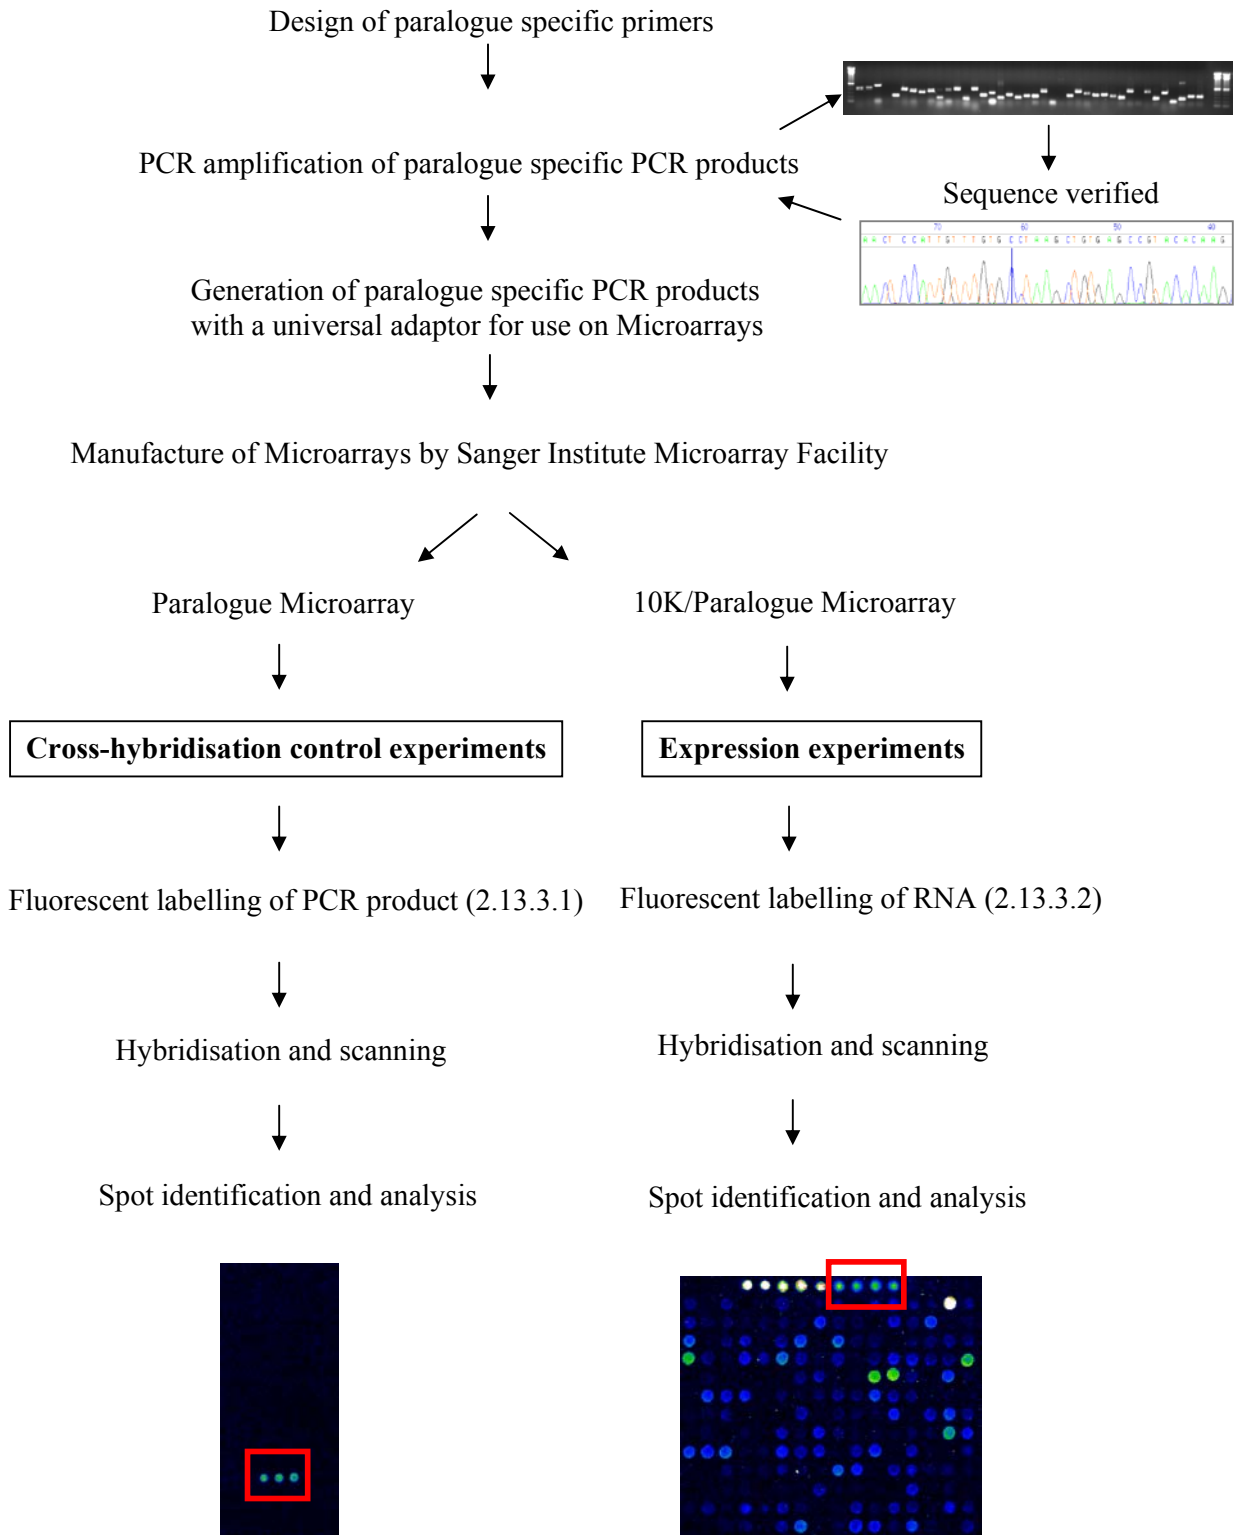 Design of paralogue specific primers
PCR amplification of paralogue specific PCR products
Sequence verified
70 60 50 40
A A C T C C A T T G T T T G T G C C T A A G C T G T G A G C C G T A C A C A A G
Generation of paralogue specific PCR products
with a universal adaptor for use on Microarrays
Manufacture of Microarrays by Sanger Institute Microarray Facility
Paralogue Microarray
10K/Paralogue Microarray
Cross-hybridisation control experiments
Expression experiments
Fluorescent labelling of PCR product (2.13.3.1)
Fluorescent labelling of RNA (2.13.3.2)
Hybridisation and scanning
Hybridisation and scanning
Spot identification and analysis
Spot identification and analysis